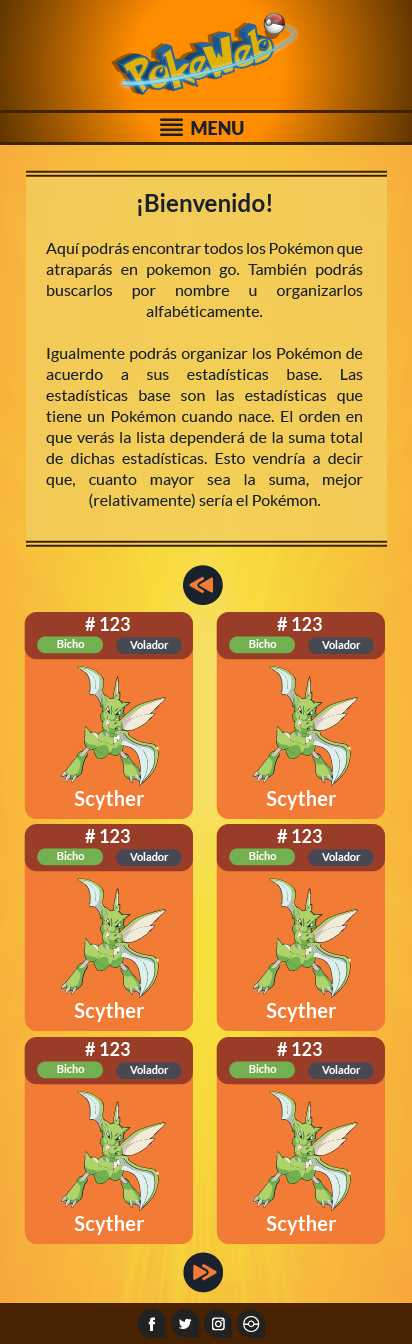 PokeWeb
MENU
¡Bienvenido!
Aquí podrás encontrar todos los Pokémon que
atraparás en pokemon go. También podrás
buscarlos por nombre u organizarlos
alfabéticamente.
Igualmente podrás organizar los Pokémon de
acuerdo a sus estadísticas base. Las
estadísticas base son las estadísticas que
tiene un Pokémon cuando nace. El orden en
que verás la lista dependerá de la suma total
de dichas estadísticas. Esto vendría a decir
que, cuanto mayor sea la suma, mejor
(relativamente) sería el Pokémon.
# 123
Bicho Volador
Scyther
# 123
Bicho Volador
Scyther
# 123
Bicho Volador
Scyther
# 123
Bicho Volador
Scyther
# 123
Bicho Volador
Scyther
# 123
Bicho Volador
Scyther